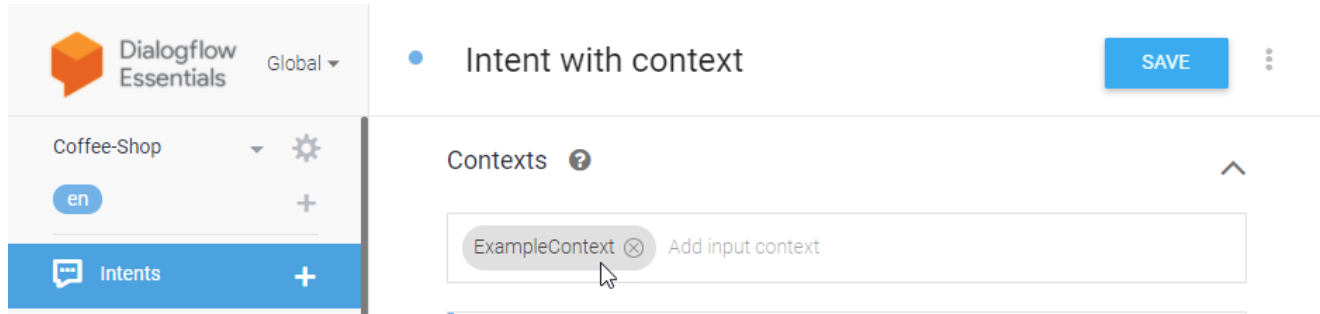 Dialogflow
Essentials
Global
Intent with context
SAVE
Coffee-Shop
en
Intents
Contexts
ExampleContext
Add input context